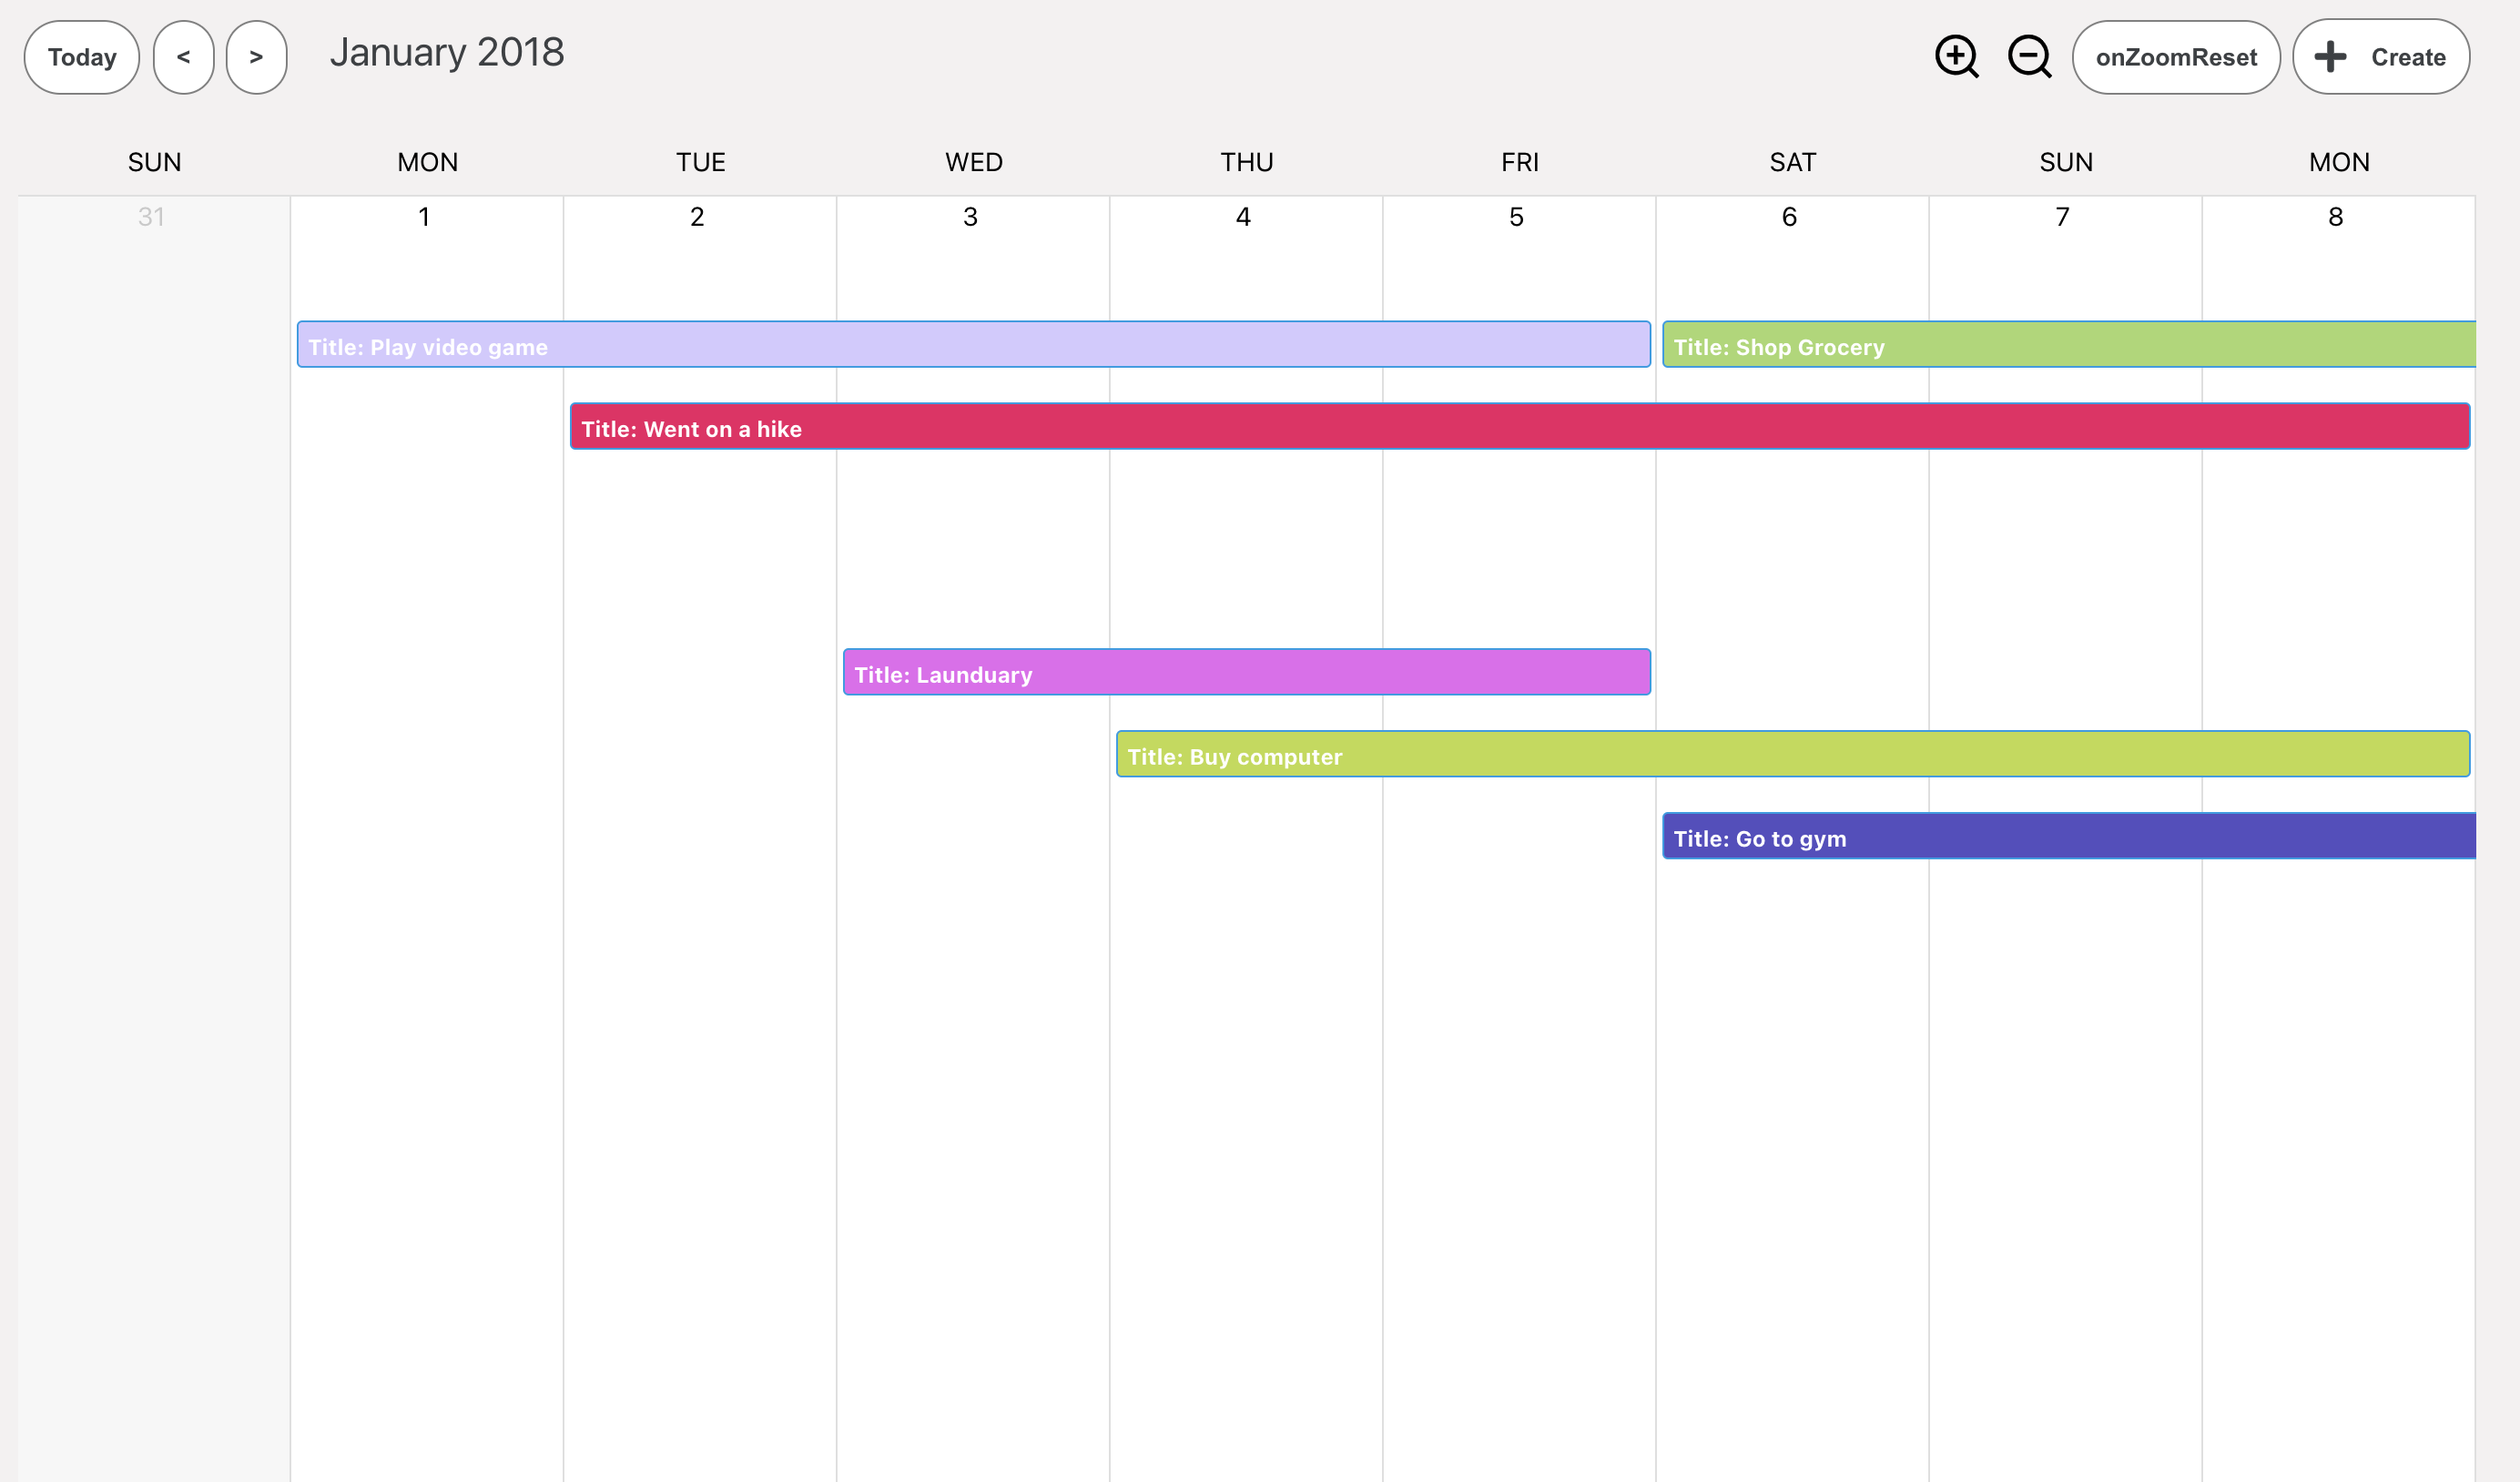 Today < > January 2018 onZoomReset + Create
SUN MON TUE WED THU FRI SAT SUN MON
31 1 2 3 4 5 6 7 8
Title: Play video game Title: Shop Grocery
Title: Went on a hike
Title: Launduary
Title: Buy computer
Title: Go to gym